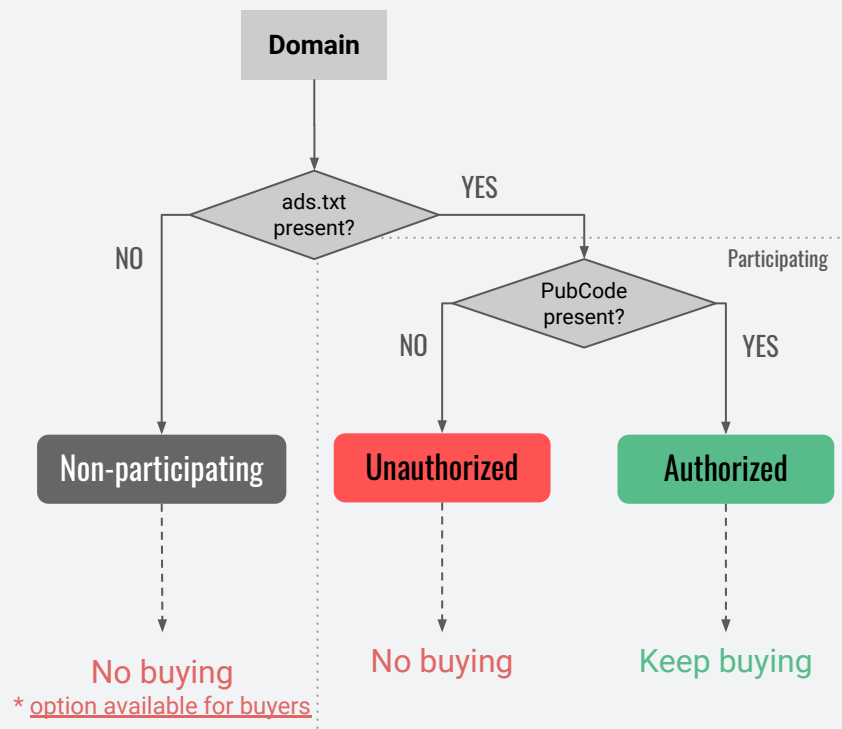 Domain
ads.txt
present?
YES
NO
Participating
PubCode
present?
NO
YES
Non-participating
Unauthorized
Authorized
No buying
* option available for buyers
No buying
Keep buying